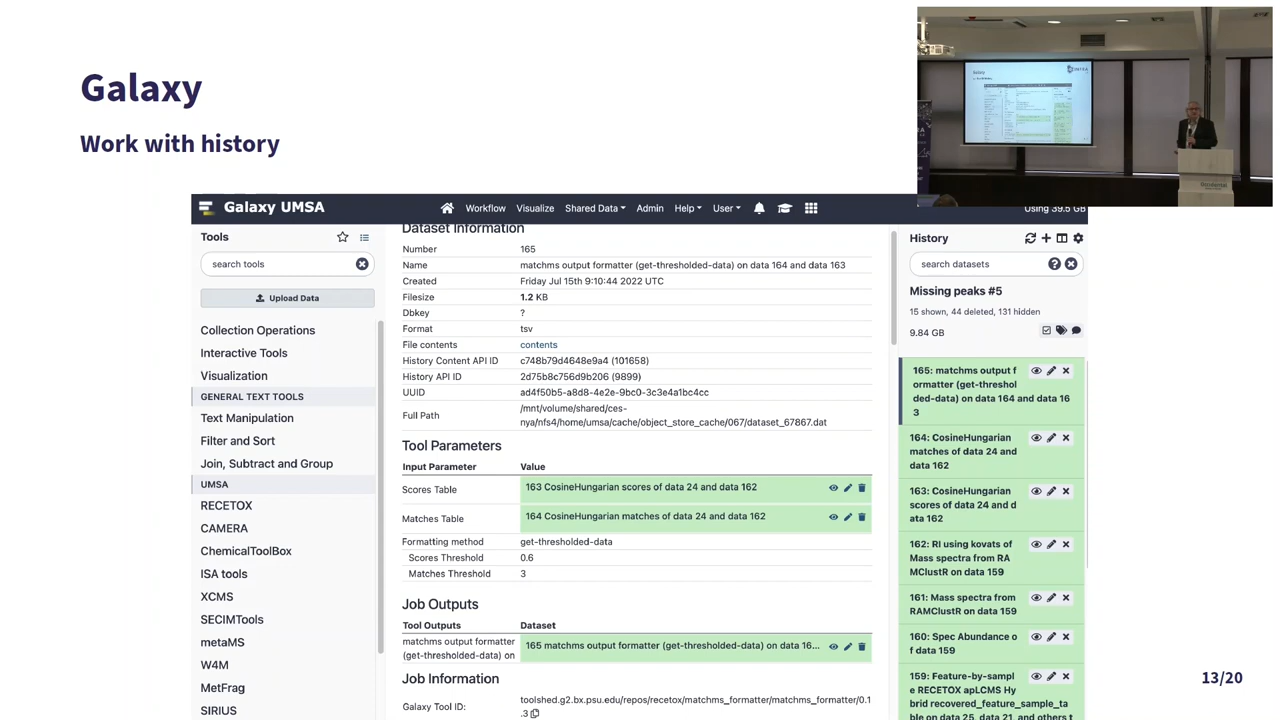 Galaxy
Work with history
Galaxy UMSA
Workflow Visualize Shared Data Admin Help User
Using 39.5 GB
Tools
search tools
Upload Data
Collection Operations
Interactive Tools
Visualization
GENERAL TEXT TOOLS
Text Manipulation
Filter and Sort
Join, Subtract and Group
UMSA
RECETOX
CAMERA
ChemicalToolBox
ISA tools
XCMS
SECIMTools
metaMS
W4M
MetFrag
SIRIUS
Dataset Information
Number 165
Name matchms output formatter (get-thresholded-data) on data 164 and data 163
Created Friday Jul 15th 9:10:44 2022 UTC
Filesize 1.2 KB
Dbkey ?
Format tsv
File contents contents
History Content API ID c748b79d4648e9a4 (101658)
History API ID 2d75b8c756d9b206 (9899)
UUID ad4f50b5-a8d8-4e2e-9bc0-3c3e4a1bc4cc
Full Path /mnt/volume/shared/ces-
nya/nfs4/home/umsa/cache/object_store_cache/067/dataset_67867.dat
Tool Parameters
Input Parameter Value
Scores Table 163 CosineHungarian scores of data 24 and data 162
Matches Table 164 CosineHungarian matches of data 24 and data 162
Formatting method get-thresholded-data
Scores Threshold 0.6
Matches Threshold 3
Job Outputs
Tool Outputs Dataset
matchms output formatter
(get-thresholded-data) on
165 matchms output formatter (get-thresholded-data) on data 16...
Job Information
Galaxy Tool ID: toolshed.g2.bx.psu.edu/repos/recetox/matchms_formatter/matchms_formatter/0.1
.3
History
search datasets
Missing peaks #5
15 shown, 44 deleted, 131 hidden
9.84 GB
165: matchms output f
ormatter (get-threshol
ded-data) on data 164 and data 16
3
164: CosineHungarian
matches of data 24 and
data 162
163: CosineHungarian
scores of data 24 and d
ata 162
162: RI using kovats of
Mass spectra from RA
MClustR on data 159
161: Mass spectra from
RAMClustR on data 159
160: Spec Abundance o
f data 159
159: Feature-by-sampl
e RECETOX apLCMS Hy
brid recovered_feature_sample_ta
ble on data 25, data 21, and others t
13/20